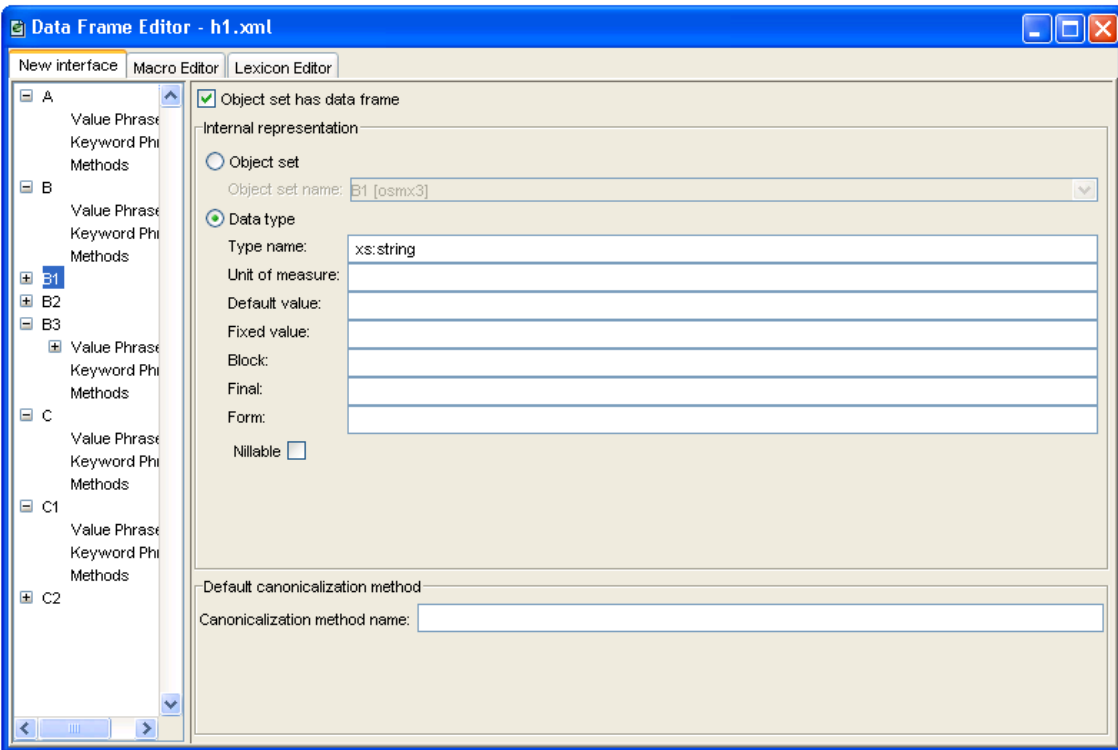 Data Frame Editor - h1.xml
New interface
Macro Editor
Lexicon Editor
A
Value Phrase
Keyword Phr
Methods
B
Value Phrase
Keyword Phr
Methods
B1
B2
B3
Value Phrase
Keyword Phr
Methods
C
Value Phrase
Keyword Phr
Methods
C1
Value Phrase
Keyword Phr
Methods
C2
Object set has data frame
Internal representation
Object set
Object set name: B1 [osmx3]
Data type
Type name: xs:string
Unit of measure:
Default value:
Fixed value:
Block:
Final:
Form:
Nillable
Default canonicalization method
Canonicalization method name: